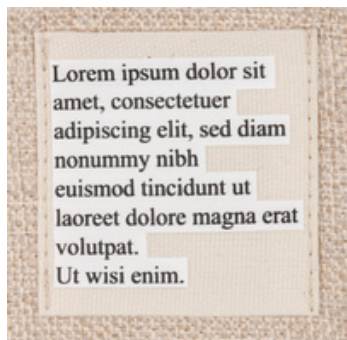 Lorem ipsum dolor sit
amet, consectetuer
adipiscing elit, sed diam
nonummy nibh
euismod tincidunt ut
laoreet dolore magna erat
volutpat.
Ut wisi enim.